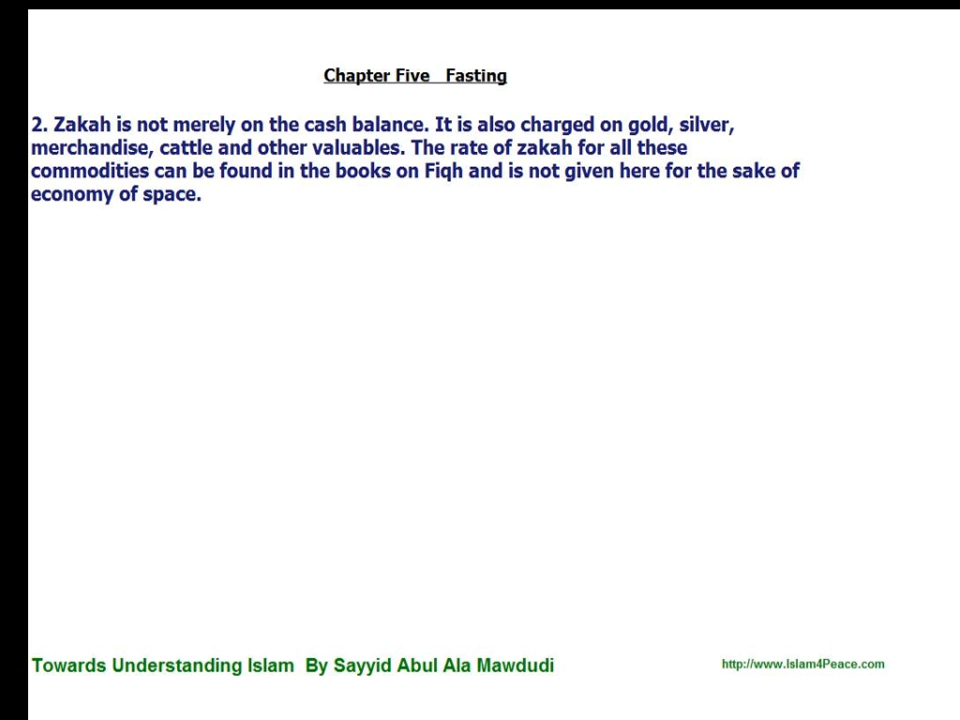 Chapter Five   Fasting
2. Zakah is not merely on the cash balance. It is also charged on gold, silver,
merchandise, cattle and other valuables. The rate of zakah for all these
commodities can be found in the books on Fiqh and is not given here for the sake of
economy of space.
Towards Understanding Islam  By Sayyid Abul Ala Mawdudi
http://www.Islam4Peace.com